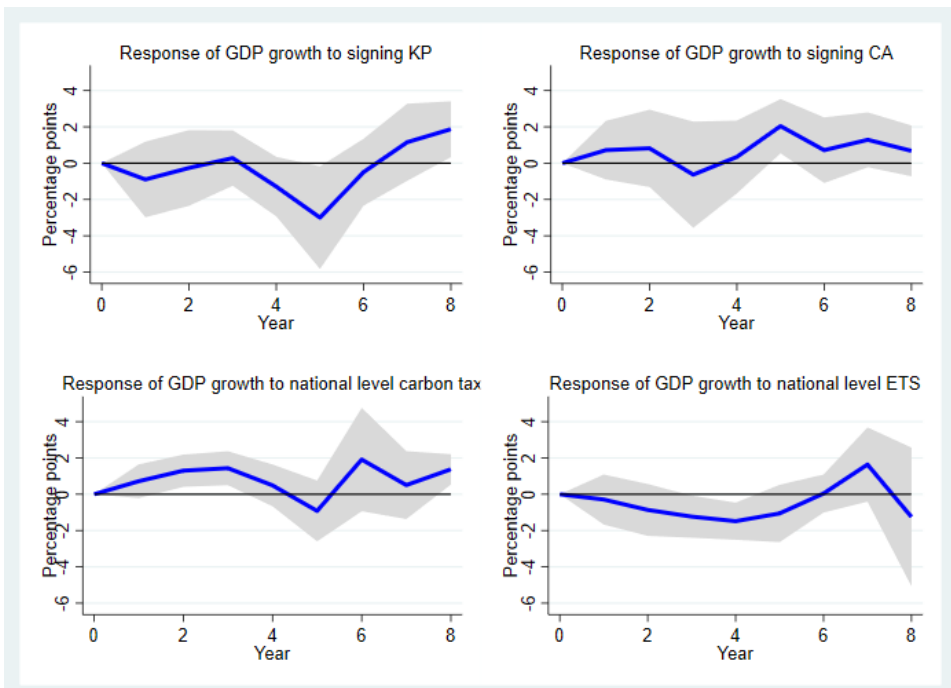 Response of GDP growth to signing KP
Percentage points
4
2
0
-2
-4
-6
0 2 4 6 8
Year
Response of GDP growth to signing CA
Percentage points
4
2
0
-2
-4
-6
0 2 4 6 8
Year
Response of GDP growth to national level carbon tax
Percentage points
4
2
0
-2
-4
-6
0 2 4 6 8
Year
Response of GDP growth to national level ETS
Percentage points
4
2
0
-2
-4
-6
0 2 4 6 8
Year